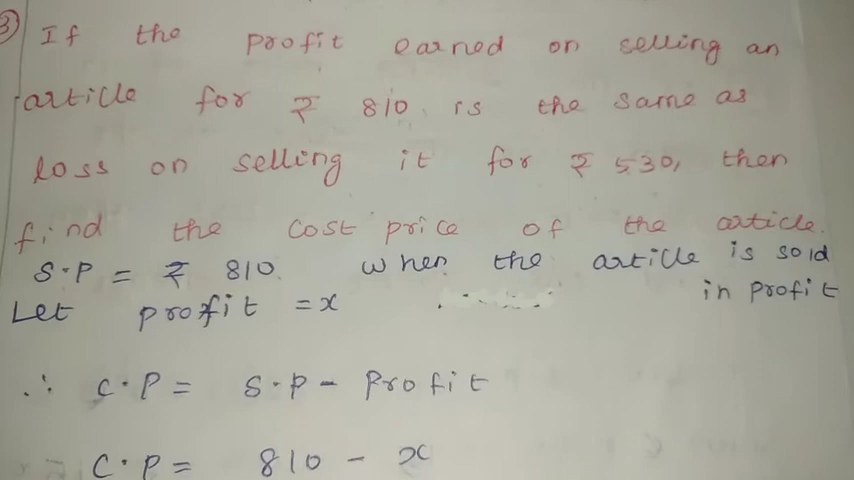 3) If the profit earned on selling an
article for ₹ 810 is the same as
loss on selling it for ₹ 530, then
find the cost price of the article.
S.P = ₹ 810. When the article is sold
in profit
Let profit = x
∴ C.P = S.P - Profit
C.P = 810 - x